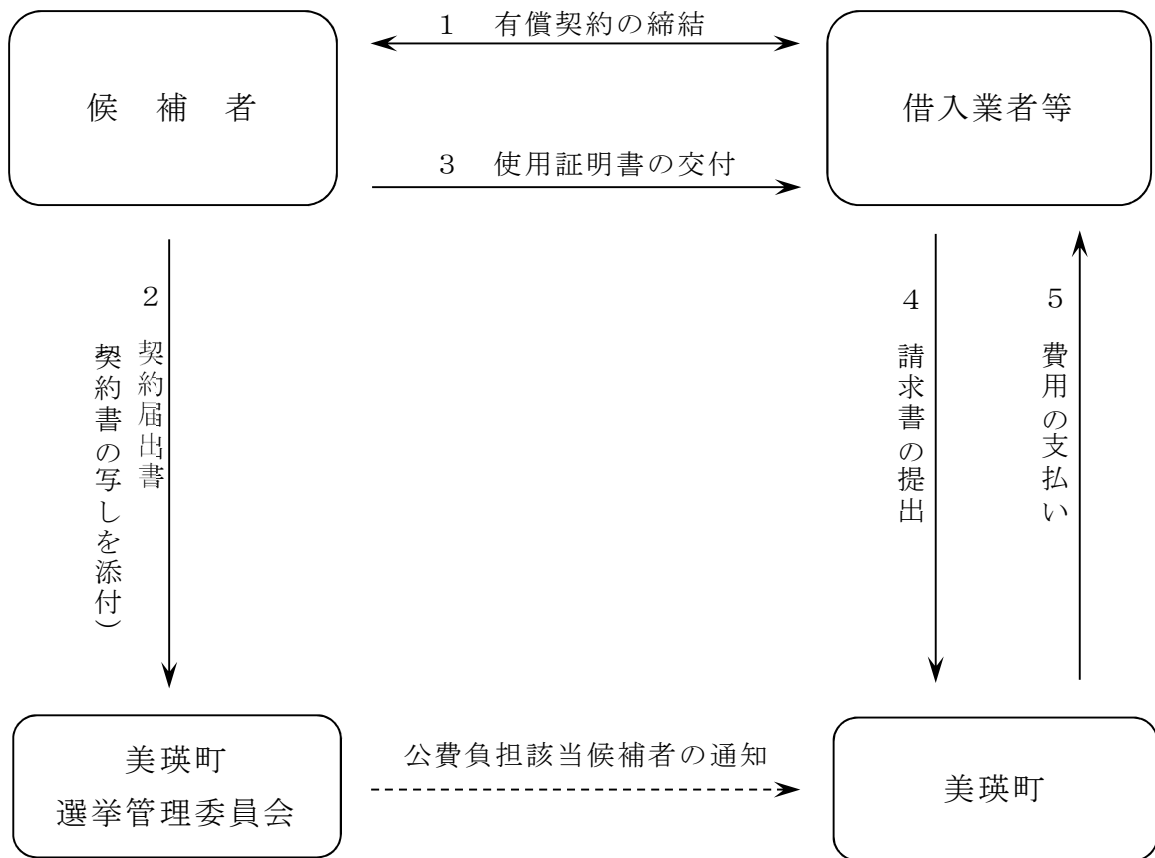 1 有償契約の締結
候 補 者
借入業者等
3 使用証明書の交付
2 契約届出書
契約書の写しを添付）
4 請求書の提出
5 費用の支払い
美瑛町
選挙管理委員会
公費負担該当候補者の通知
美瑛町